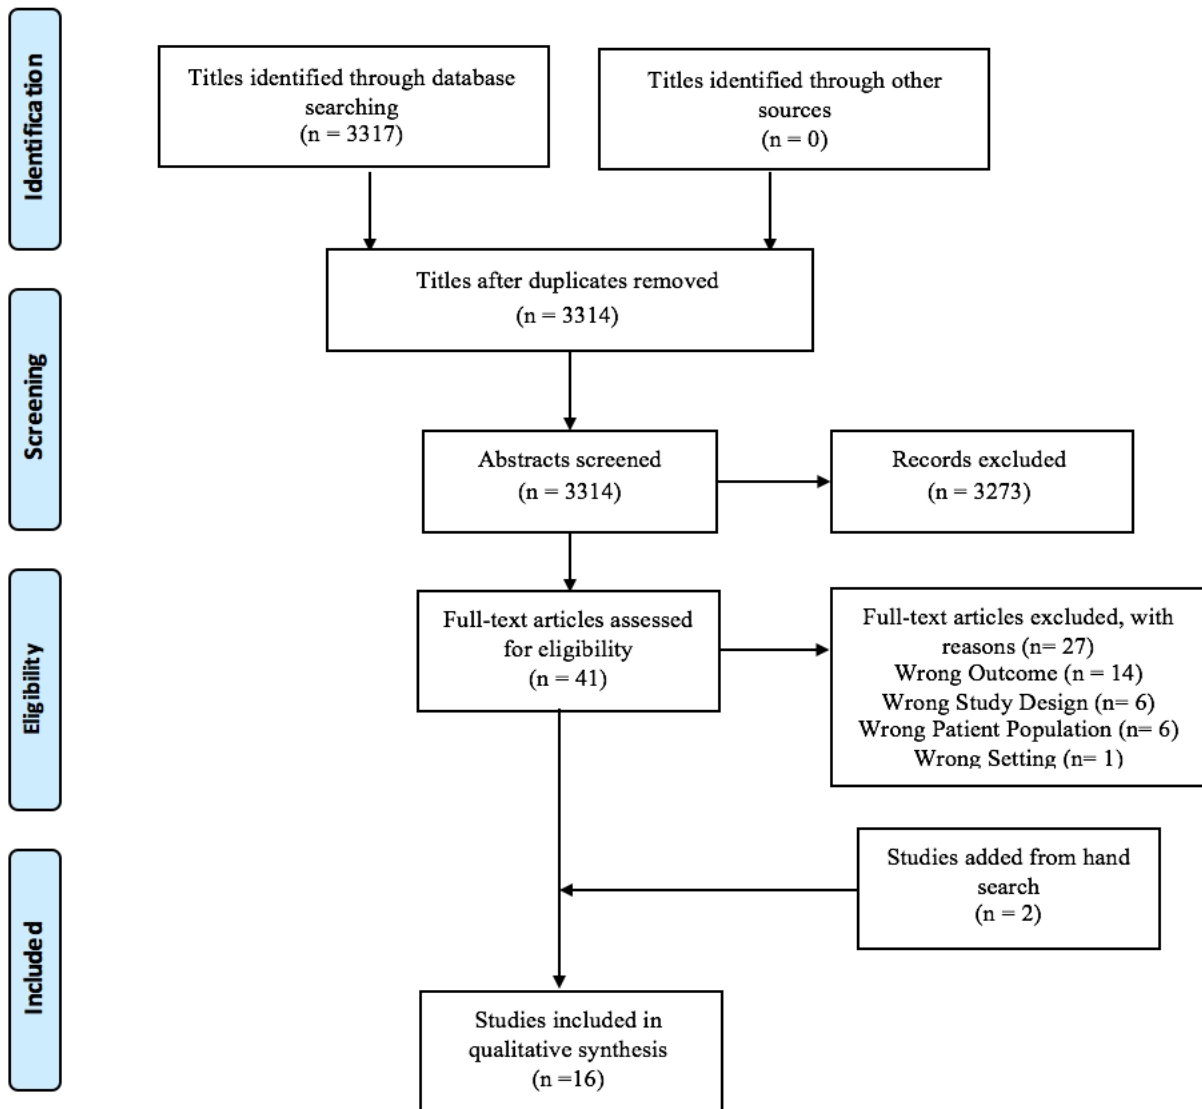 Identification
Titles identified through database
searching
(n = 3317)
Titles identified through other
sources
(n = 0)
Titles after duplicates removed
(n = 3314)
Screening
Abstracts screened
(n = 3314)
Records excluded
(n = 3273)
Eligibility
Full-text articles assessed
for eligibility
(n = 41)
Full-text articles excluded, with
reasons (n= 27)
Wrong Outcome (n = 14)
Wrong Study Design (n= 6)
Wrong Patient Population (n= 6)
Wrong Setting (n= 1)
Studies added from hand
search
(n = 2)
Included
Studies included in
qualitative synthesis
(n =16)